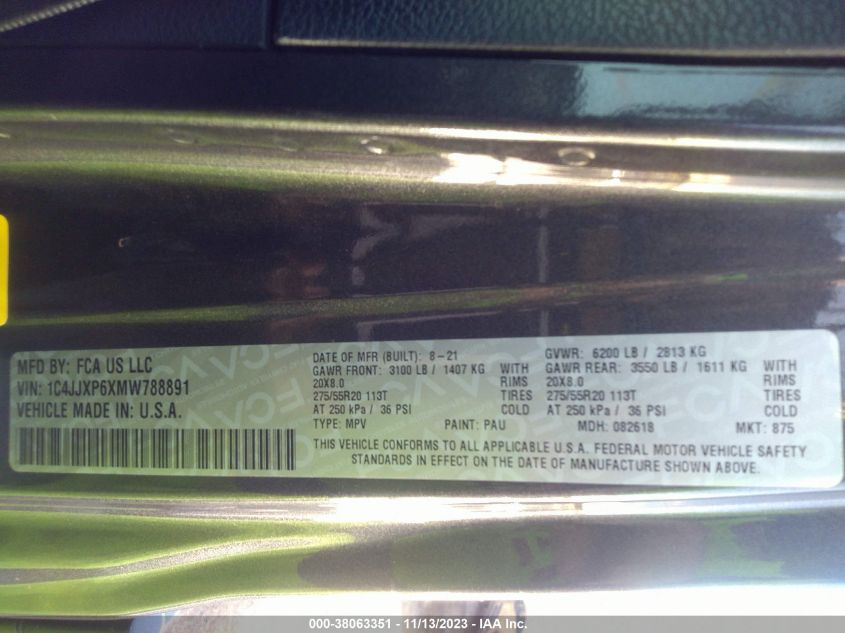 MFD BY: FCA US LLC
VIN: 1C4JJXP6XMW788891
VEHICLE MADE IN U.S.A.
DATE OF MFR (BUILT): 8-21
GAWR FRONT: 3100 LB / 1407 KG WITH
20X8.0 RIMS
275/55R20 113T TIRES
AT 250 kPa / 36 PSI COLD
TYPE: MPV PAINT: PAU
GVWR: 6200 LB / 2813 KG
GAWR REAR: 3550 LB / 1611 KG WITH
20X8.0 RIMS
275/55R20 113T TIRES
AT 250 kPa / 36 PSI COLD
MDH: 082618 MKT: 875
THIS VEHICLE CONFORMS TO ALL APPLICABLE U.S.A. FEDERAL MOTOR VEHICLE SAFETY
STANDARDS IN EFFECT ON THE DATE OF MANUFACTURE SHOWN ABOVE.
000-38063351 - 11/13/2023 - IAA Inc.